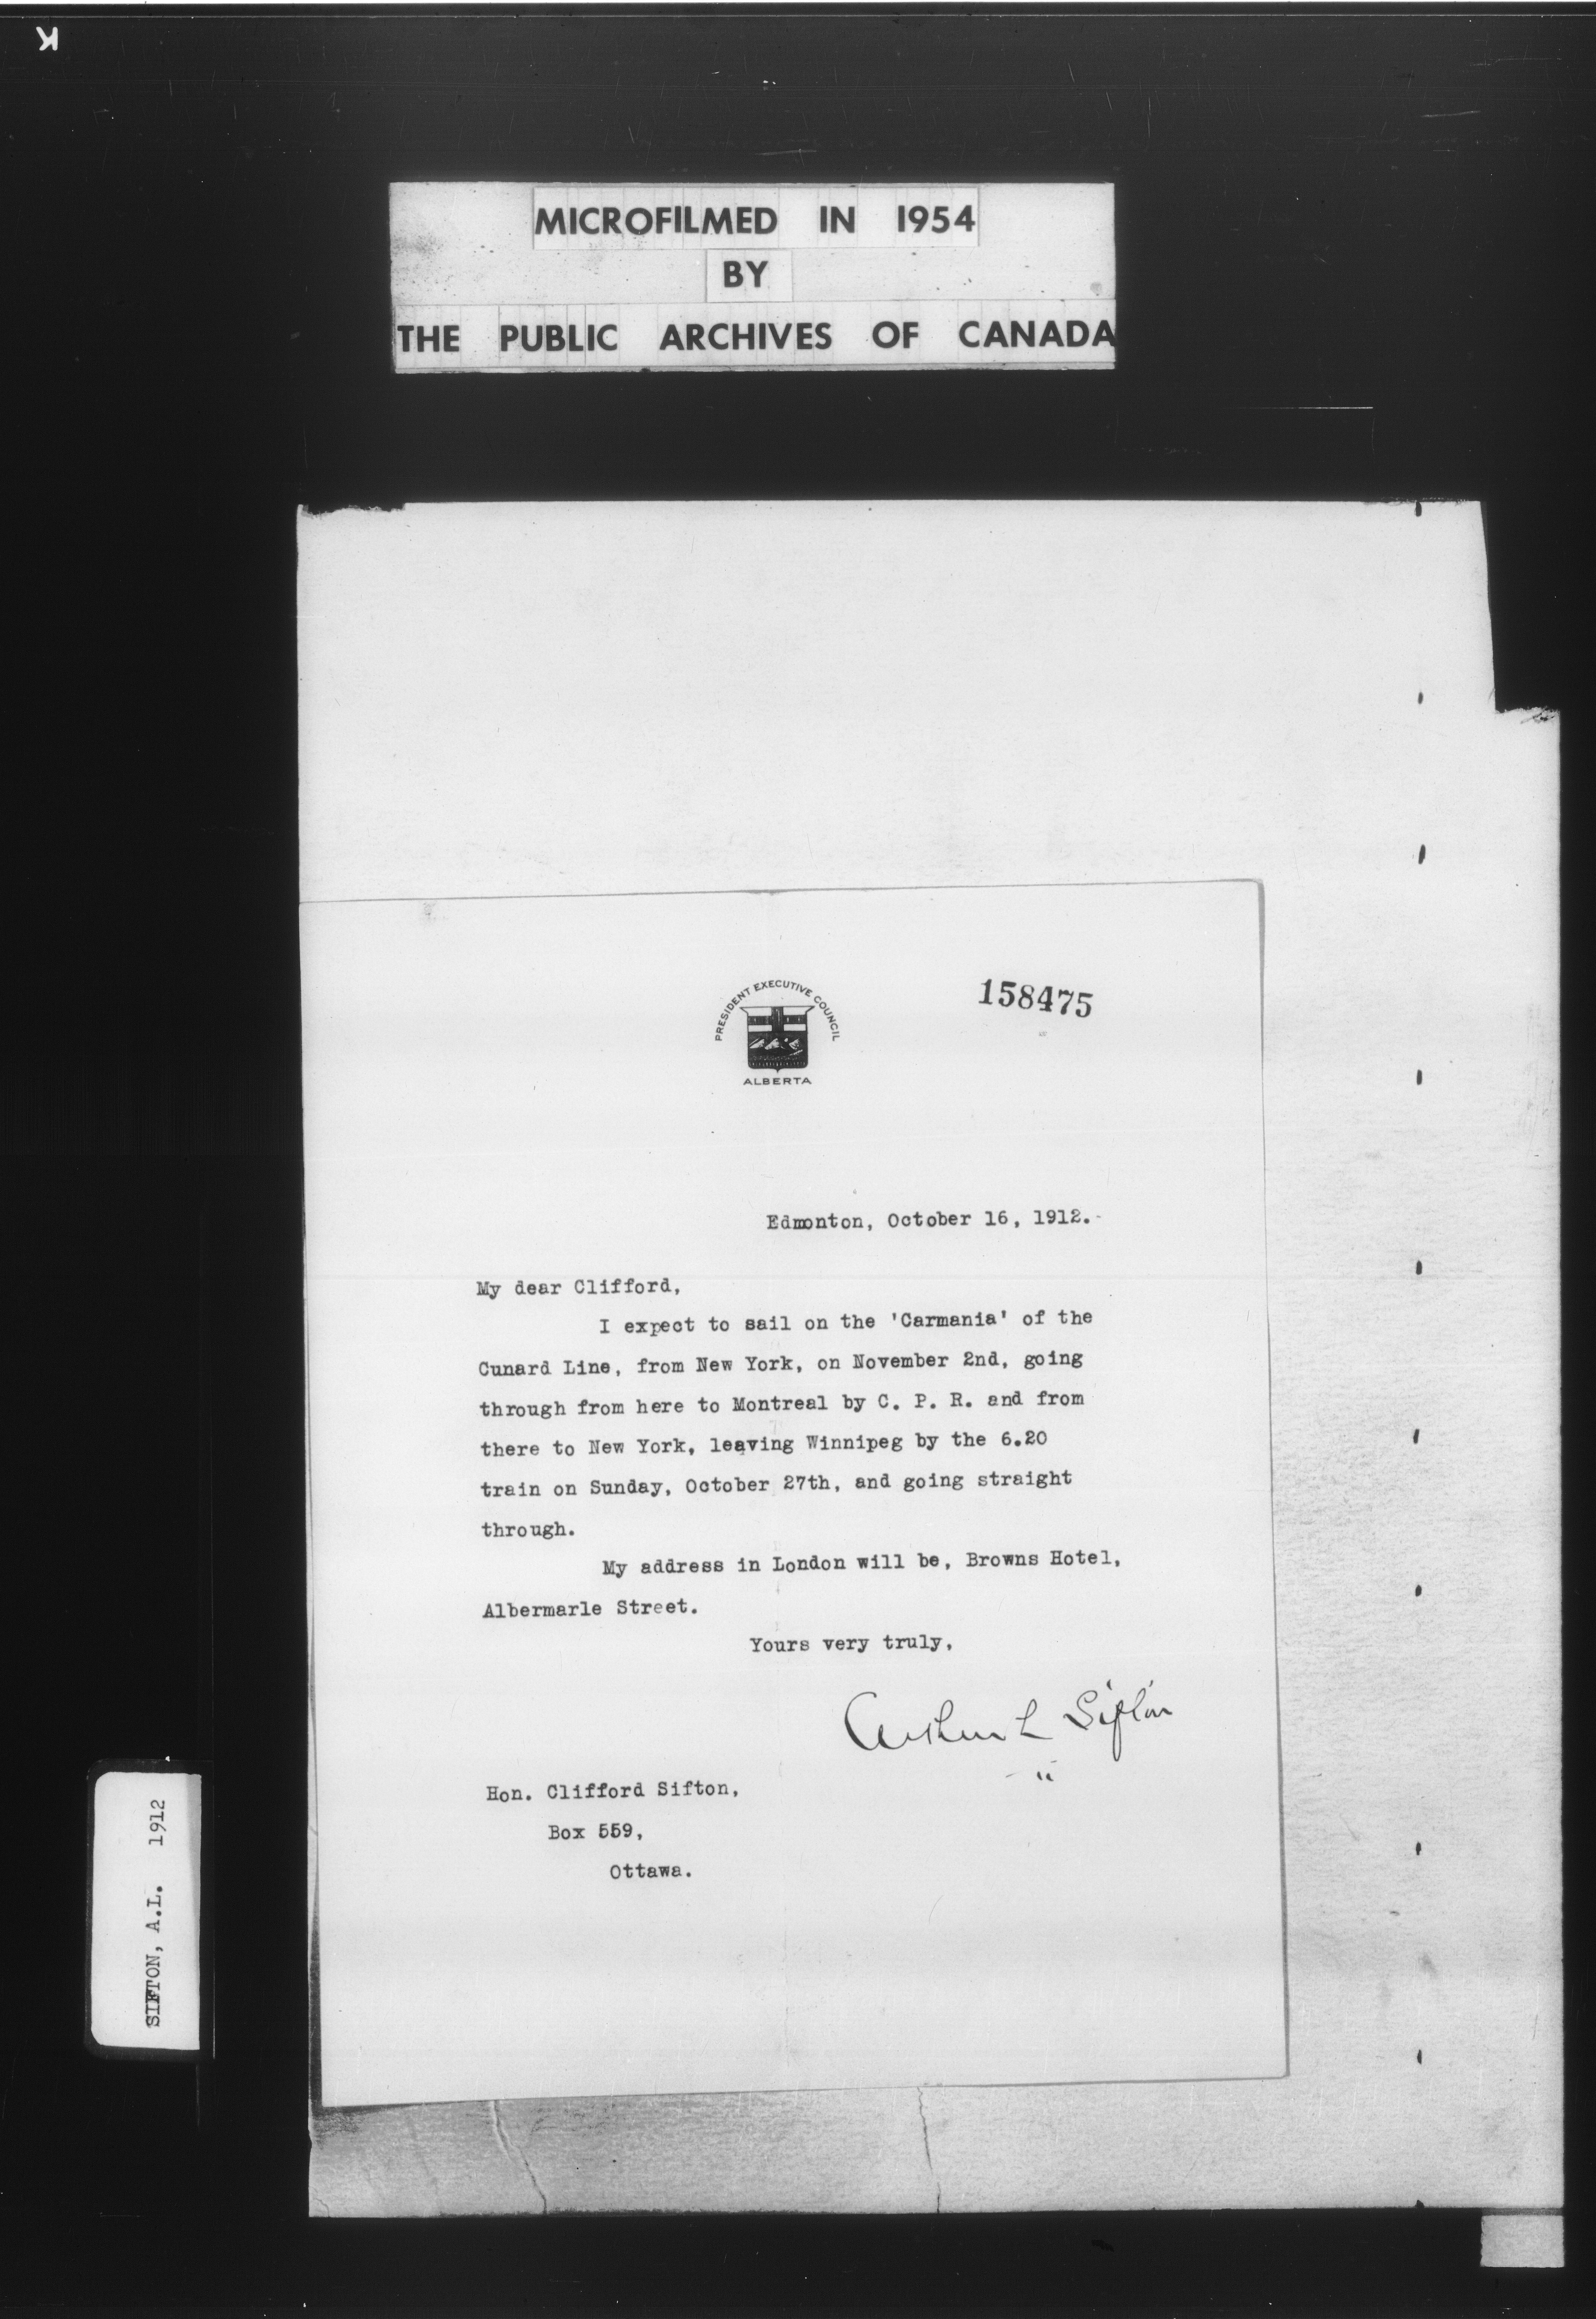 K
MICROFILMED IN 1954
BY
THE PUBLIC ARCHIVES OF CANADA
PRESIDENT EXECUTIVE COUNCIL
ALBERTA
158475
Edmonton, October 16, 1912.-
My dear Clifford,
I expect to sail on the 'Carmania' of the
Cunard Line, from New York, on November 2nd, going
through from here to Montreal by C. P. R. and from
there to New York, leaving Winnipeg by the 6.20
train on Sunday, October 27th, and going straight
through.
My address in London will be, Browns Hotel,
Albermarle Street.
Yours very truly,
Arthur L Sifton
Hon. Clifford Sifton,
Box 559,
Ottawa.
SIFTON, A.L. 1912